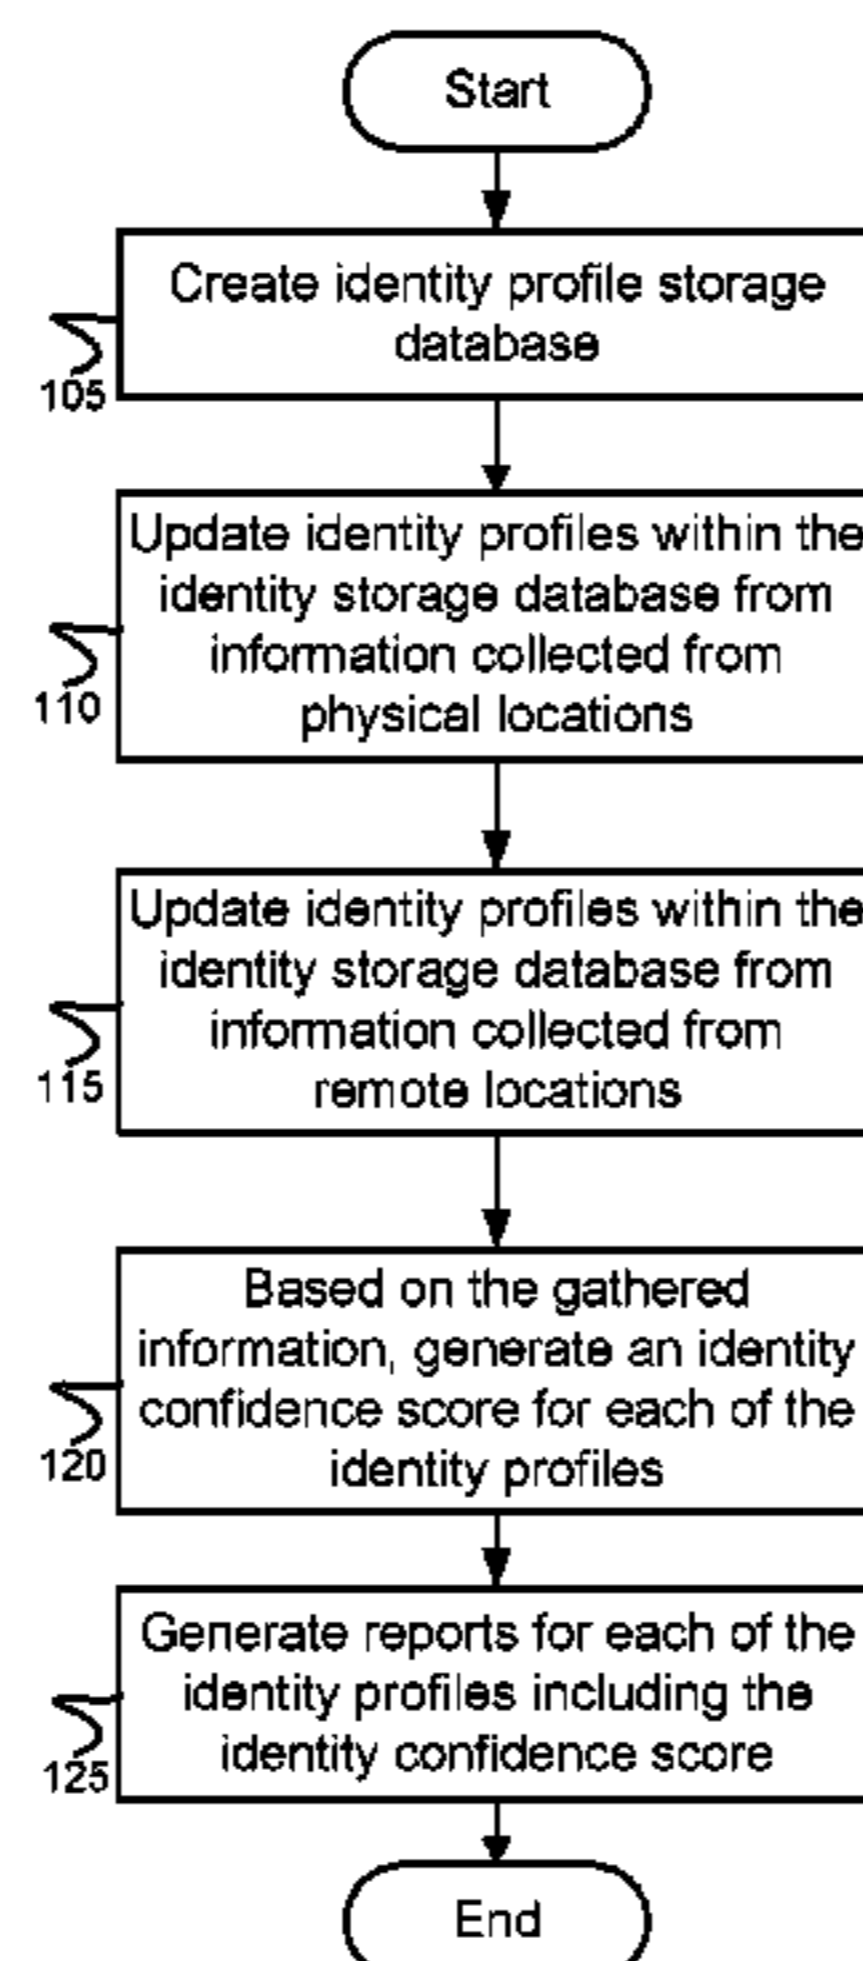 Start
Create identity profile storage
database
105
Update identity profiles within the
identity storage database from
information collected from
physical locations
110
Update identity profiles within the
identity storage database from
information collected from
remote locations
115
Based on the gathered
information, generate an identity
confidence score for each of the
identity profiles
120
Generate reports for each of the
identity profiles including the
identity confidence score
125
End